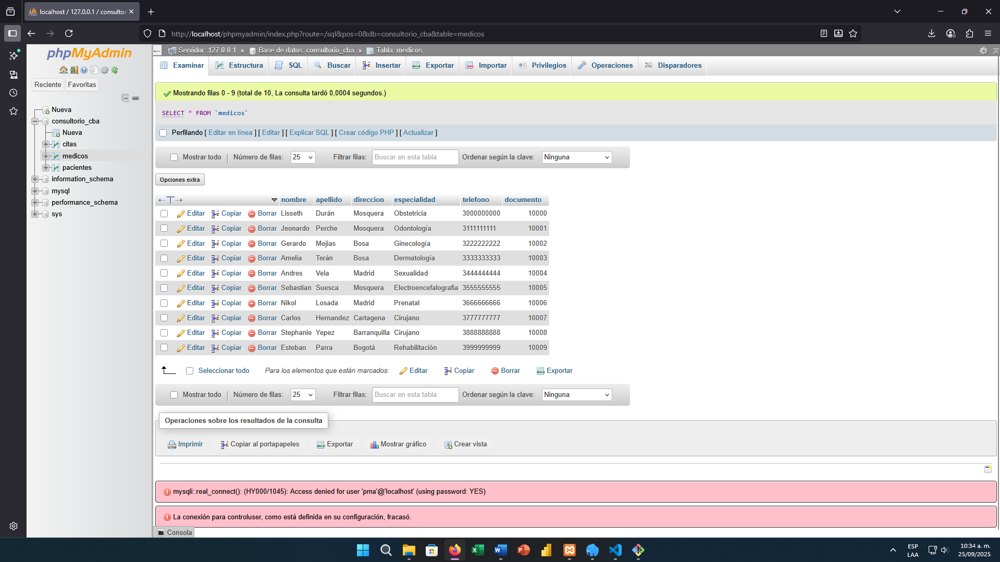 localhost / 127.0.0.1 / consultor
http://localhost/phpmyadmin/index.php?route=/sql&pos=0&db=consultorio_cba&table=medicos
phpMyAdmin
Reciente Favoritas
Nueva
consultorio_cba
Nueva
citas
medicos
pacientes
information_schema
mysql
performance_schema
sys
Servidor: 127.0.0.1 » Base de datos: consultorio_cba » Tabla: medicos
Examinar Estructura SQL Buscar Insertar Exportar Importar Privilegios Operaciones Disparadores
Mostrando filas 0 - 9 (total de 10, La consulta tardó 0,0004 segundos.)
SELECT * FROM `medicos`
Perfilando [ Editar en línea ] [ Editar ] [ Explicar SQL ] [ Crear código PHP ] [ Actualizar ]
Mostrar todo Número de filas: 25 Filtrar filas: Buscar en esta tabla Ordenar según la clave: Ninguna
Opciones extra
←T→ nombre apellido direccion especialidad telefono documento
Editar Copiar Borrar Lisseth Durán Mosquera Obstetricia 3000000000 10000
Editar Copiar Borrar Jeonardo Perche Mosquera Odontología 3111111111 10001
Editar Copiar Borrar Gerardo Mejias Bosa Ginecología 3222222222 10002
Editar Copiar Borrar Amelia Terán Bosa Dermatología 3333333333 10003
Editar Copiar Borrar Andres Vela Madrid Sexualidad 3444444444 10004
Editar Copiar Borrar Sebastian Suesca Mosquera Electroencefalografia 3555555555 10005
Editar Copiar Borrar Nikol Losada Madrid Prenatal 3666666666 10006
Editar Copiar Borrar Carlos Hernandez Cartagena Cirujano 3777777777 10007
Editar Copiar Borrar Stephanie Yepez Barranquilla Cirujano 3888888888 10008
Editar Copiar Borrar Esteban Parra Bogotá Rehabilitación 3999999999 10009
Seleccionar todo Para los elementos que están marcados: Editar Copiar Borrar Exportar
Mostrar todo Número de filas: 25 Filtrar filas: Buscar en esta tabla Ordenar según la clave: Ninguna
Operaciones sobre los resultados de la consulta
Imprimir Copiar al portapapeles Exportar Mostrar gráfico Crear vista
mysqli::real_connect(): (HY000/1045): Access denied for user 'pma'@'localhost' (using password: YES)
La conexión para controluser, como está definida en su configuración, fracasó.
Consola
ESP
LAA
10:34 a. m.
25/09/2025